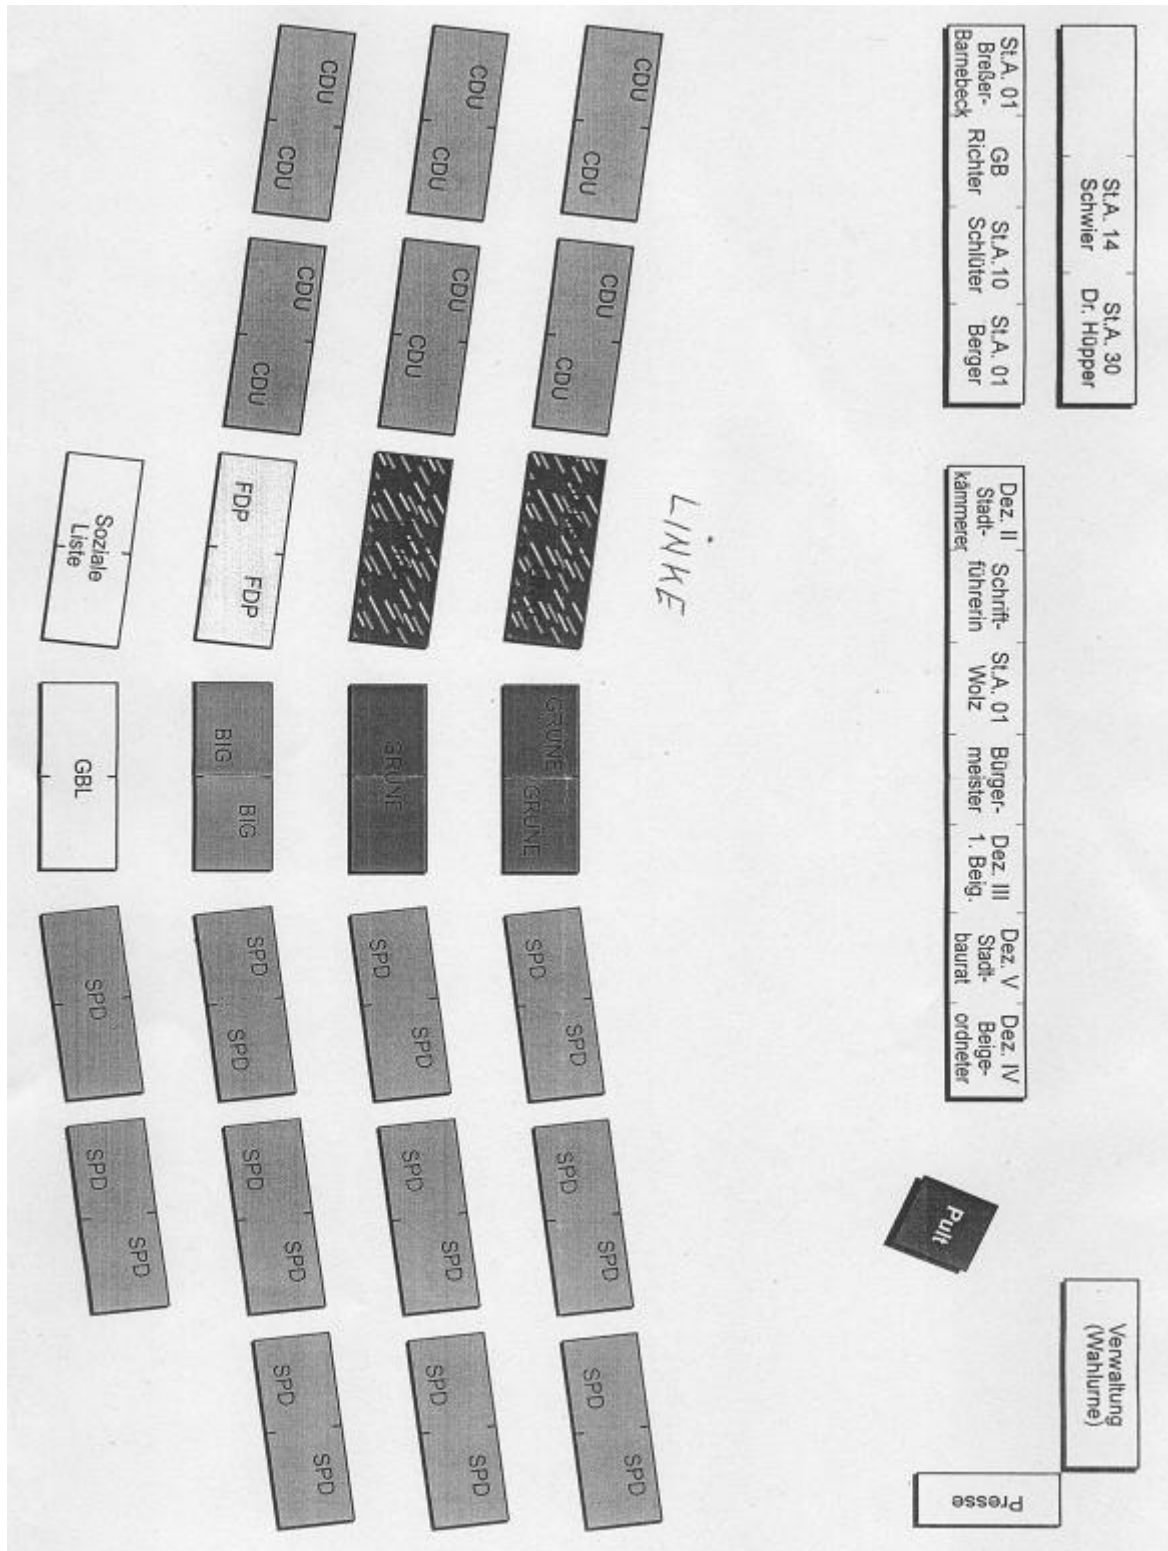 St.A. 14
Schwier
St.A. 30
Dr. Hüpper
Verwaltung
(Wahlurne)
St.A. 01
Breßer-
Barnebeck
GB
Richter
St.A.10
Schlüter
St.A. 01
Berger
Dez. II
Stadt-
kämmerer
Schrift-
führerin
St.A. 01
Wolz
Bürger-
meister
Dez. III
1. Beig.
Dez. V
Stadt-
baurat
Dez. IV
Beige-
ordneter
Pult
Presse
LINKE
CDU
CDU
CDU
CDU
GRÜNE
GRÜNE
SPD
SPD
SPD
SPD
SPD
SPD
CDU
CDU
CDU
CDU
GRÜNE
SPD
SPD
SPD
SPD
SPD
SPD
CDU
CDU
CDU
CDU
FDP
FDP
BIG
BIG
SPD
SPD
SPD
SPD
SPD
SPD
Soziale
Liste
GBL
SPD
SPD
SPD